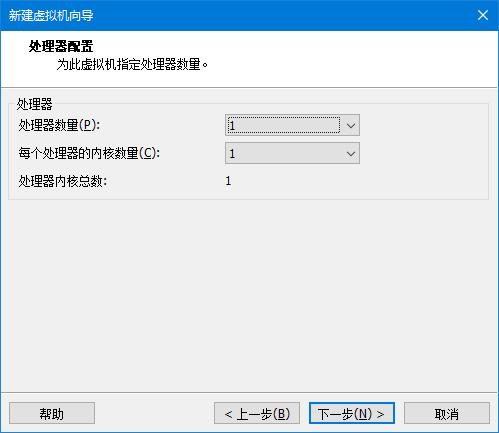 新建虚拟机向导
处理器配置
为此虚拟机指定处理器数量。
处理器
处理器数量(P): 1
每个处理器的内核数量(C): 1
处理器内核总数: 1
帮助 < 上一步(B) 下一步(N) > 取消